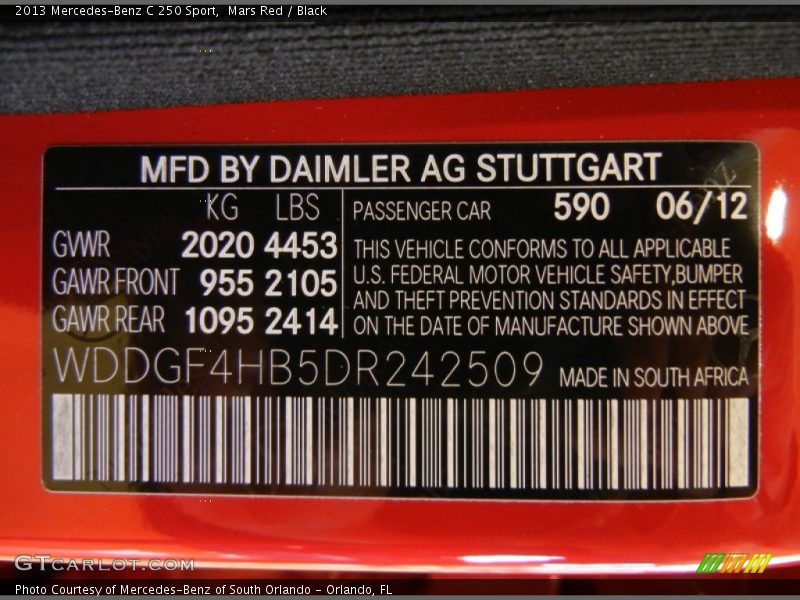 2013 Mercedes-Benz C 250 Sport,  Mars Red / Black
MFD BY DAIMLER AG STUTTGART
KG LBS
GVWR 2020 4453
GAWR FRONT 955 2105
GAWR REAR 1095 2414
PASSENGER CAR 590 06/12
THIS VEHICLE CONFORMS TO ALL APPLICABLE
U.S. FEDERAL MOTOR VEHICLE SAFETY,BUMPER
AND THEFT PREVENTION STANDARDS IN EFFECT
ON THE DATE OF MANUFACTURE SHOWN ABOVE
WDDGF4HB5DR242509 MADE IN SOUTH AFRICA
GTCARLOT.COM
Photo Courtesy of Mercedes-Benz of South Orlando - Orlando, FL